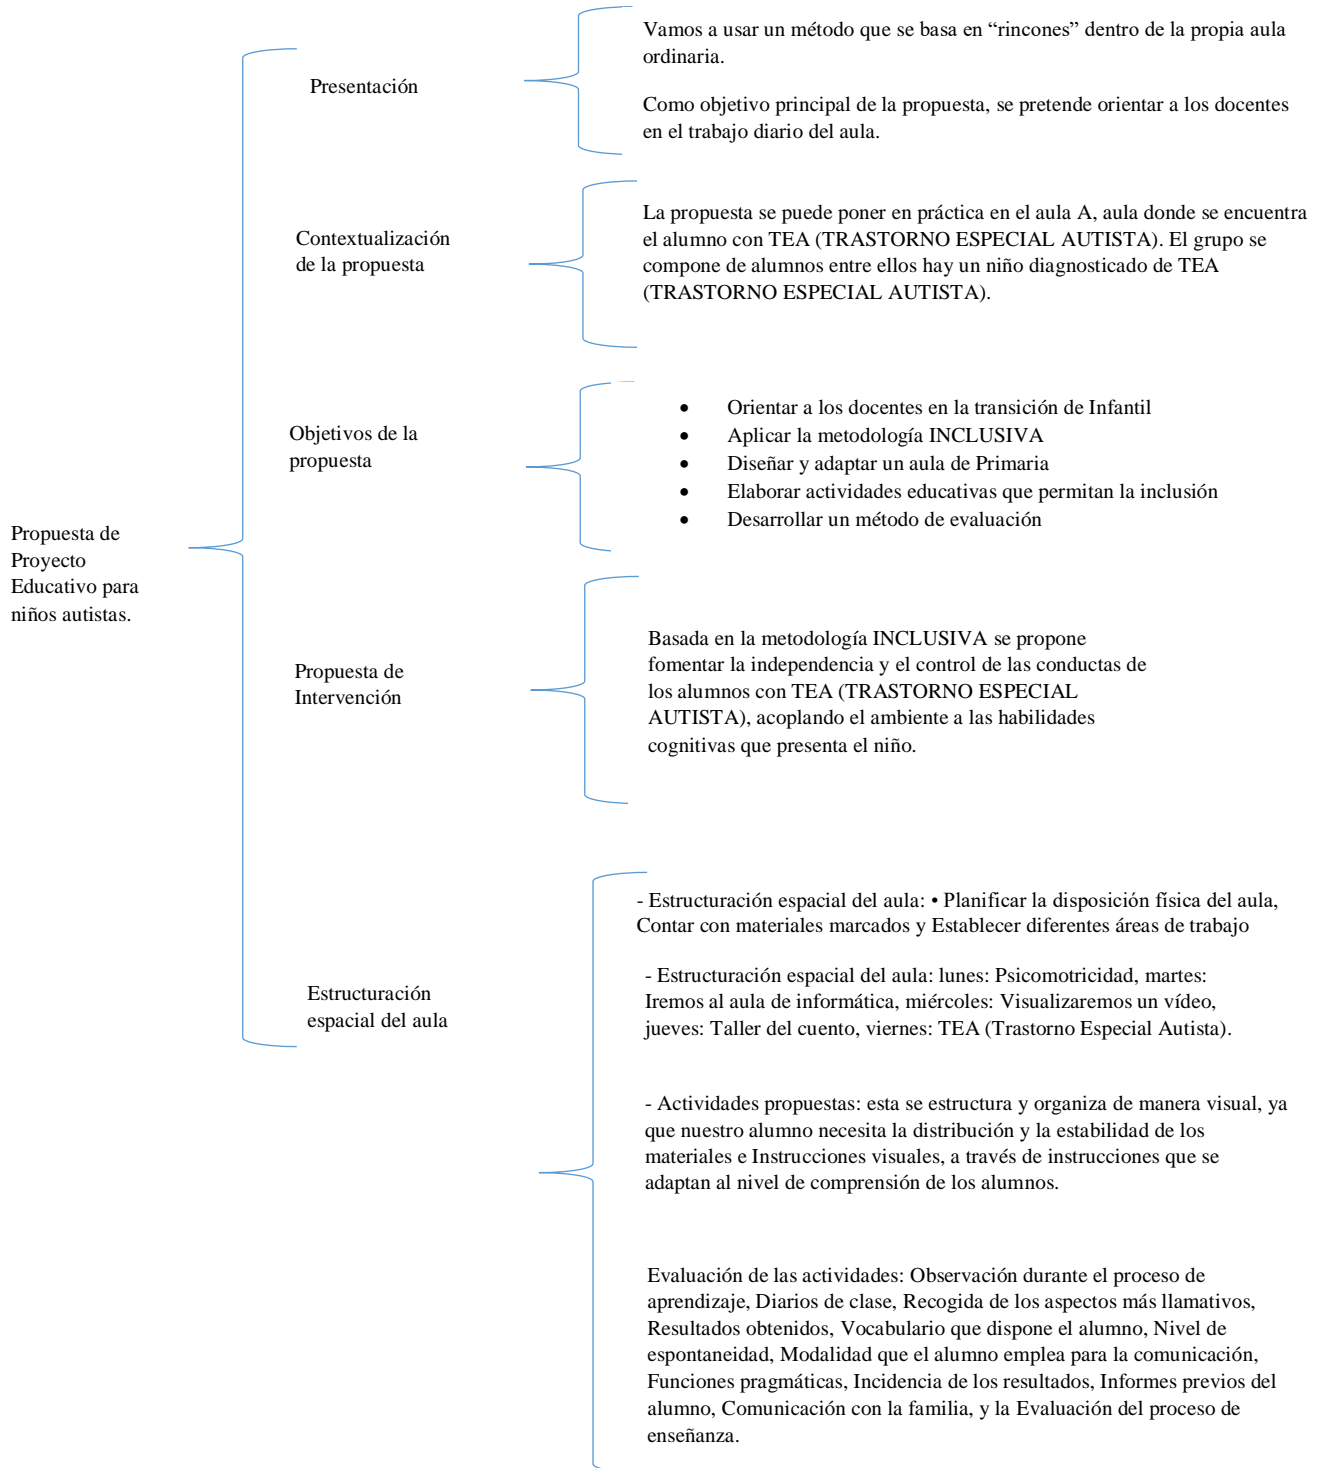 Propuesta de
Proyecto
Educativo para
niños autistas.
Presentación
Vamos a usar un método que se basa en “rincones” dentro de la propia aula
ordinaria.
Como objetivo principal de la propuesta, se pretende orientar a los docentes
en el trabajo diario del aula.
Contextualización
de la propuesta
La propuesta se puede poner en práctica en el aula A, aula donde se encuentra
el alumno con TEA (TRASTORNO ESPECIAL AUTISTA). El grupo se
compone de alumnos entre ellos hay un niño diagnosticado de TEA
(TRASTORNO ESPECIAL AUTISTA).
Objetivos de la
propuesta
• Orientar a los docentes en la transición de Infantil
• Aplicar la metodología INCLUSIVA
• Diseñar y adaptar un aula de Primaria
• Elaborar actividades educativas que permitan la inclusión
• Desarrollar un método de evaluación
Propuesta de
Intervención
Basada en la metodología INCLUSIVA se propone
fomentar la independencia y el control de las conductas de
los alumnos con TEA (TRASTORNO ESPECIAL
AUTISTA), acoplando el ambiente a las habilidades
cognitivas que presenta el niño.
Estructuración
espacial del aula
- Estructuración espacial del aula: • Planificar la disposición física del aula,
Contar con materiales marcados y Establecer diferentes áreas de trabajo
- Estructuración espacial del aula: lunes: Psicomotricidad, martes:
Iremos al aula de informática, miércoles: Visualizaremos un vídeo,
jueves: Taller del cuento, viernes: TEA (Trastorno Especial Autista).
- Actividades propuestas: esta se estructura y organiza de manera visual, ya
que nuestro alumno necesita la distribución y la estabilidad de los
materiales e Instrucciones visuales, a través de instrucciones que se
adaptan al nivel de comprensión de los alumnos.
Evaluación de las actividades: Observación durante el proceso de
aprendizaje, Diarios de clase, Recogida de los aspectos más llamativos,
Resultados obtenidos, Vocabulario que dispone el alumno, Nivel de
espontaneidad, Modalidad que el alumno emplea para la comunicación,
Funciones pragmáticas, Incidencia de los resultados, Informes previos del
alumno, Comunicación con la familia, y la Evaluación del proceso de
enseñanza.